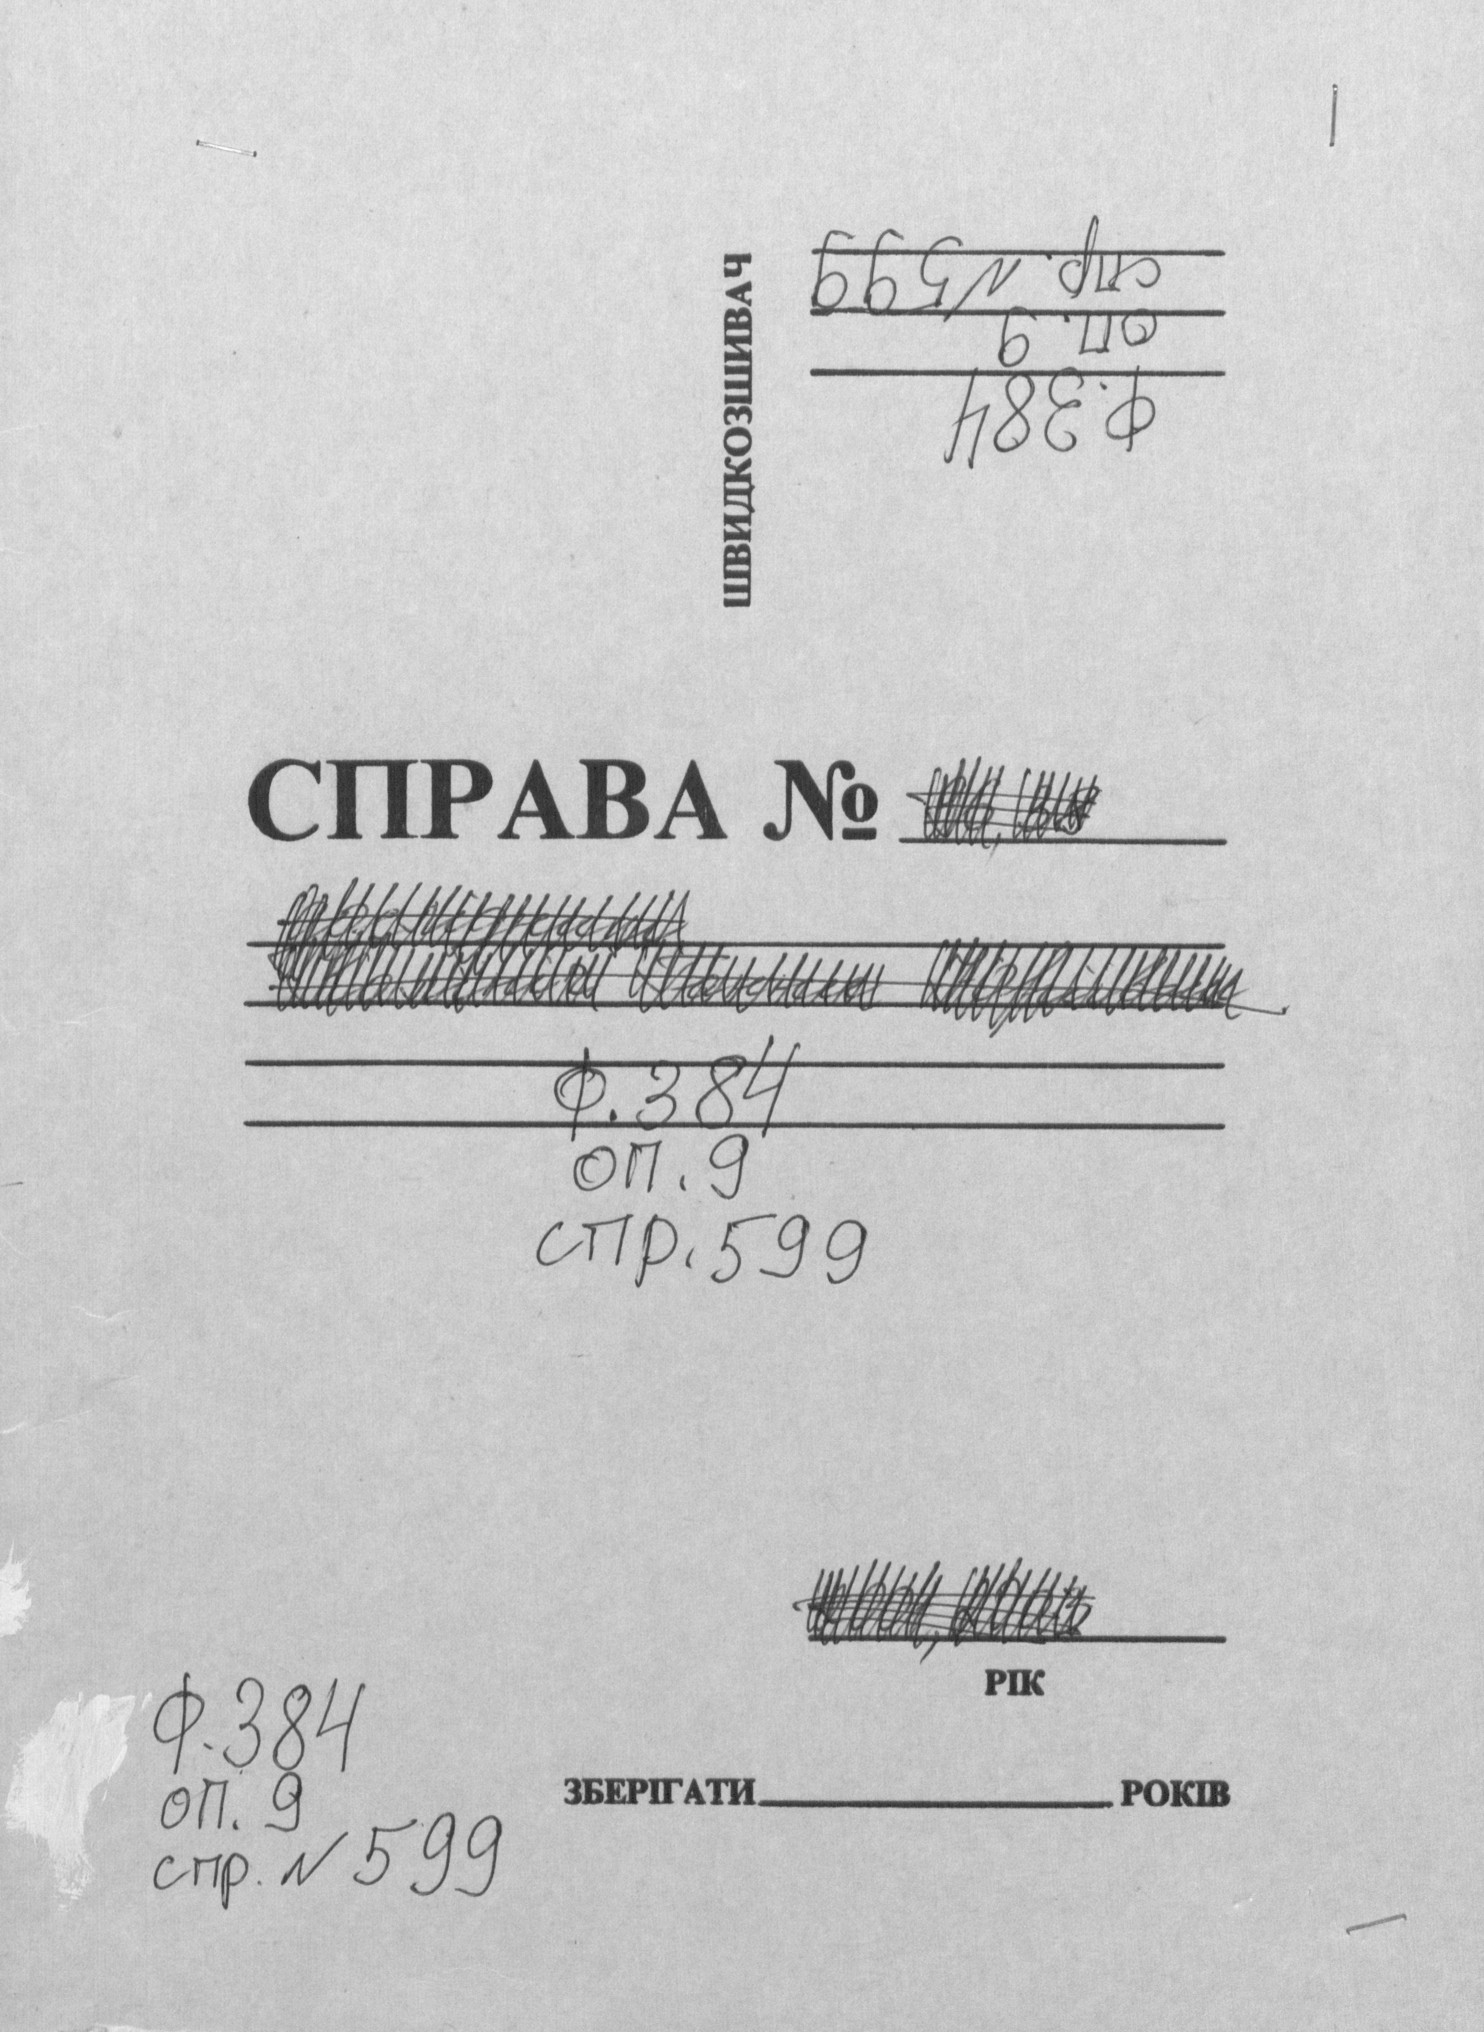 ШВИДКОЗШИВАЧ
Ф.384
оп. 9
спр. N 599
СПРАВА №
Ф.384
оп. 9
спр. 599
РІК
Ф.384
оп. 9
ЗБЕРІГАТИ РОКІВ
спр. N 599